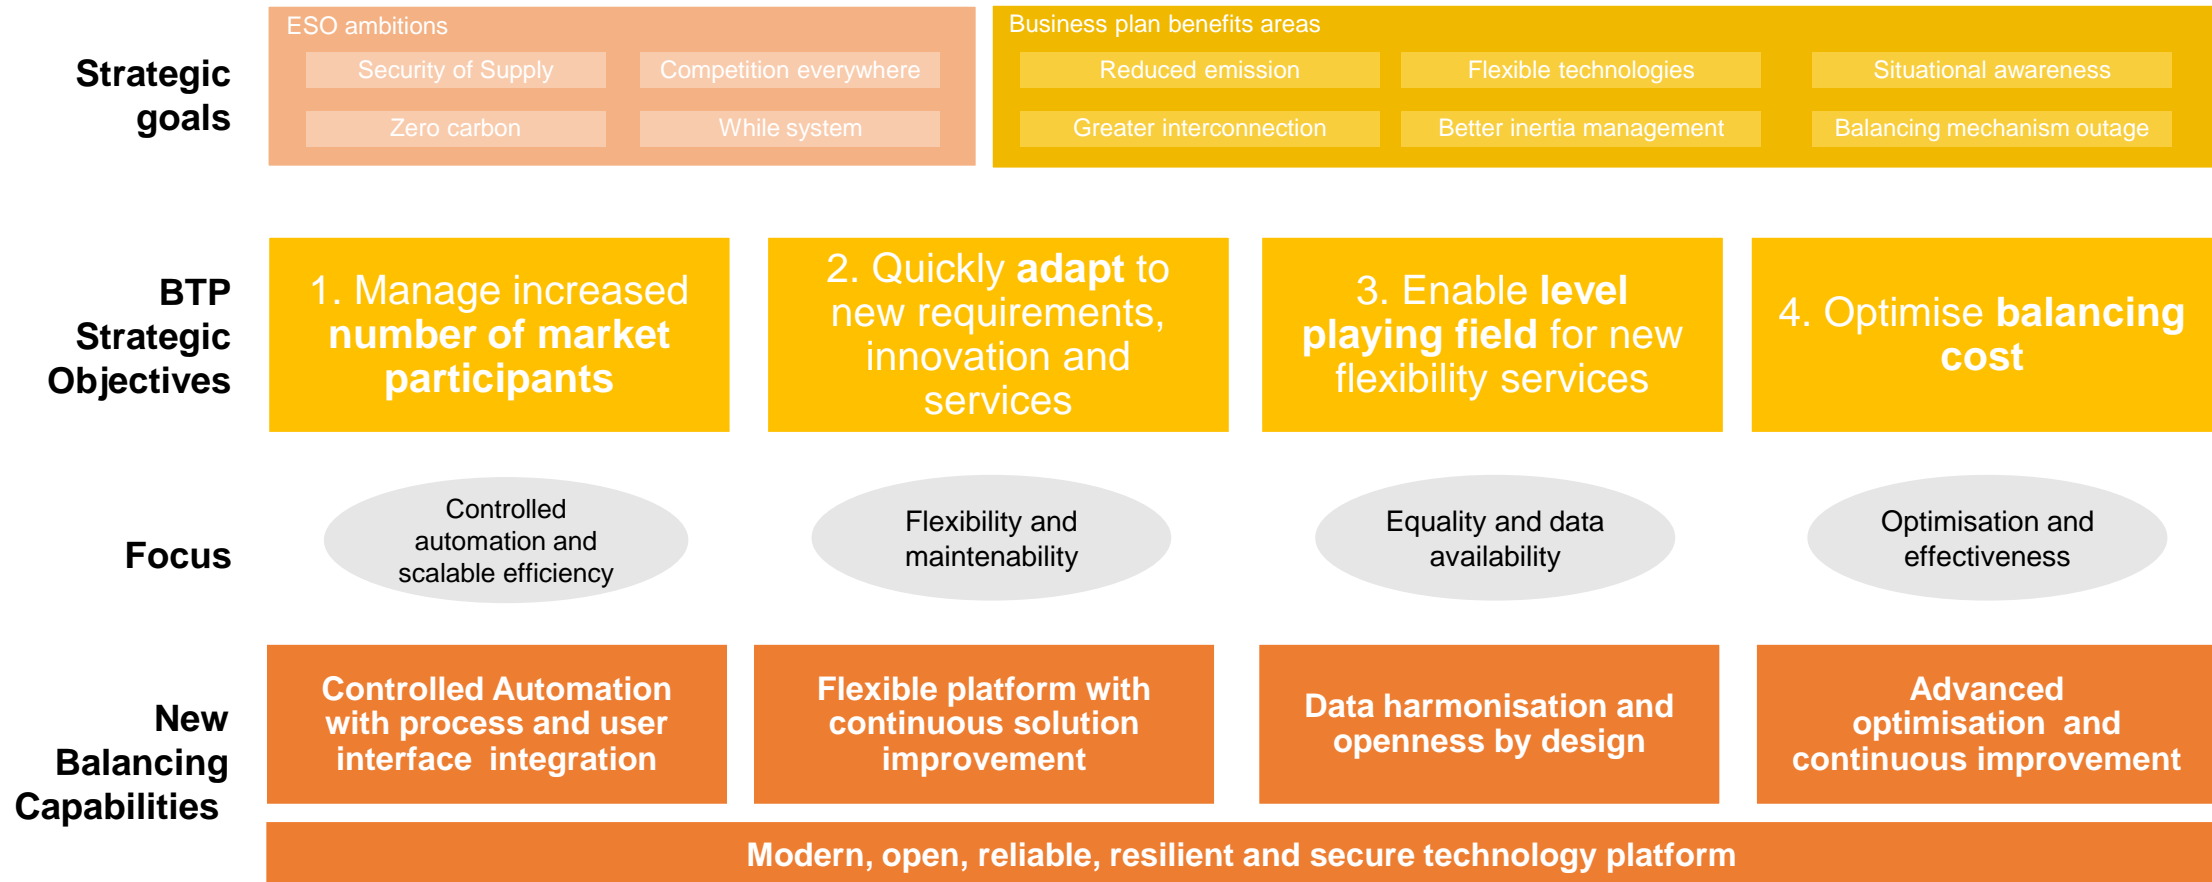 Strategic
goals
ESO ambitions
Security of Supply
Competition everywhere
Zero carbon
While system
Business plan benefits areas
Reduced emission
Flexible technologies
Situational awareness
Greater interconnection
Better inertia management
Balancing mechanism outage
BTP
Strategic
Objectives
1. Manage increased
number of market
participants
2. Quickly adapt to
new requirements,
innovation and
services
3. Enable level
playing field for new
flexibility services
4. Optimise balancing
cost
Focus
Controlled
automation and
scalable efficiency
Flexibility and
maintenability
Equality and data
availability
Optimisation and
effectiveness
New
Balancing
Capabilities
Controlled Automation
with process and user
interface integration
Flexible platform with
continuous solution
improvement
Data harmonisation and
openness by design
Advanced
optimisation and
continuous improvement
Modern, open, reliable, resilient and secure technology platform